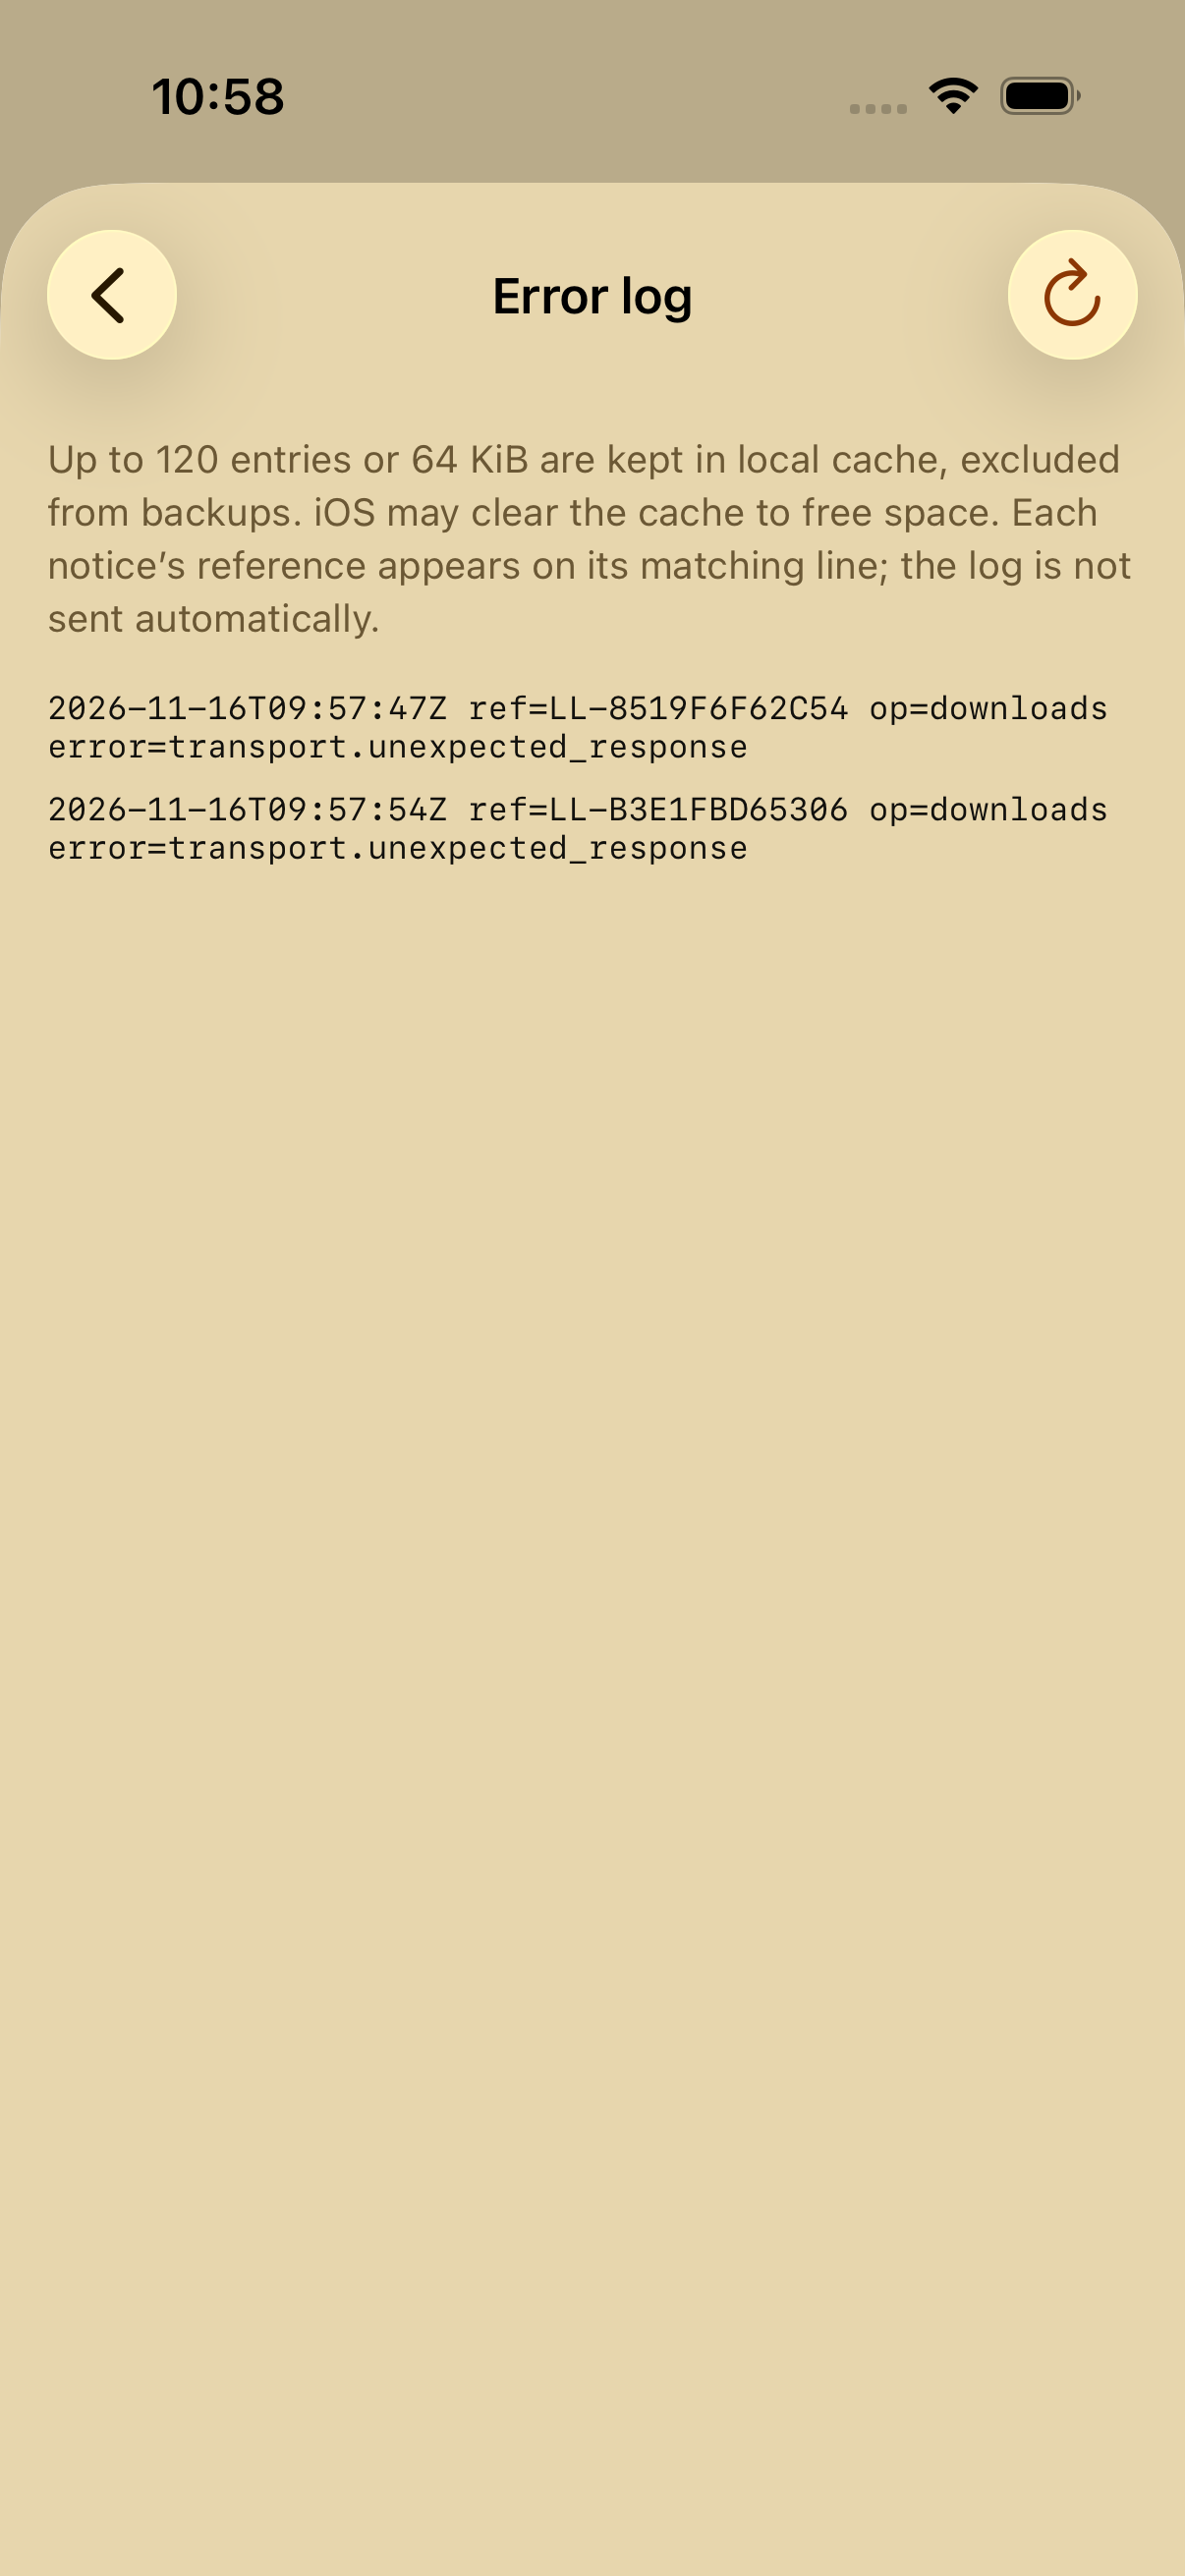 10:58
Error log
Up to 120 entries or 64 KiB are kept in local cache, excluded
from backups. iOS may clear the cache to free space. Each
notice’s reference appears on its matching line; the log is not
sent automatically.
2026-11-16T09:57:47Z ref=LL-8519F6F62C54 op=downloads
error=transport.unexpected_response
2026-11-16T09:57:54Z ref=LL-B3E1FBD65306 op=downloads
error=transport.unexpected_response